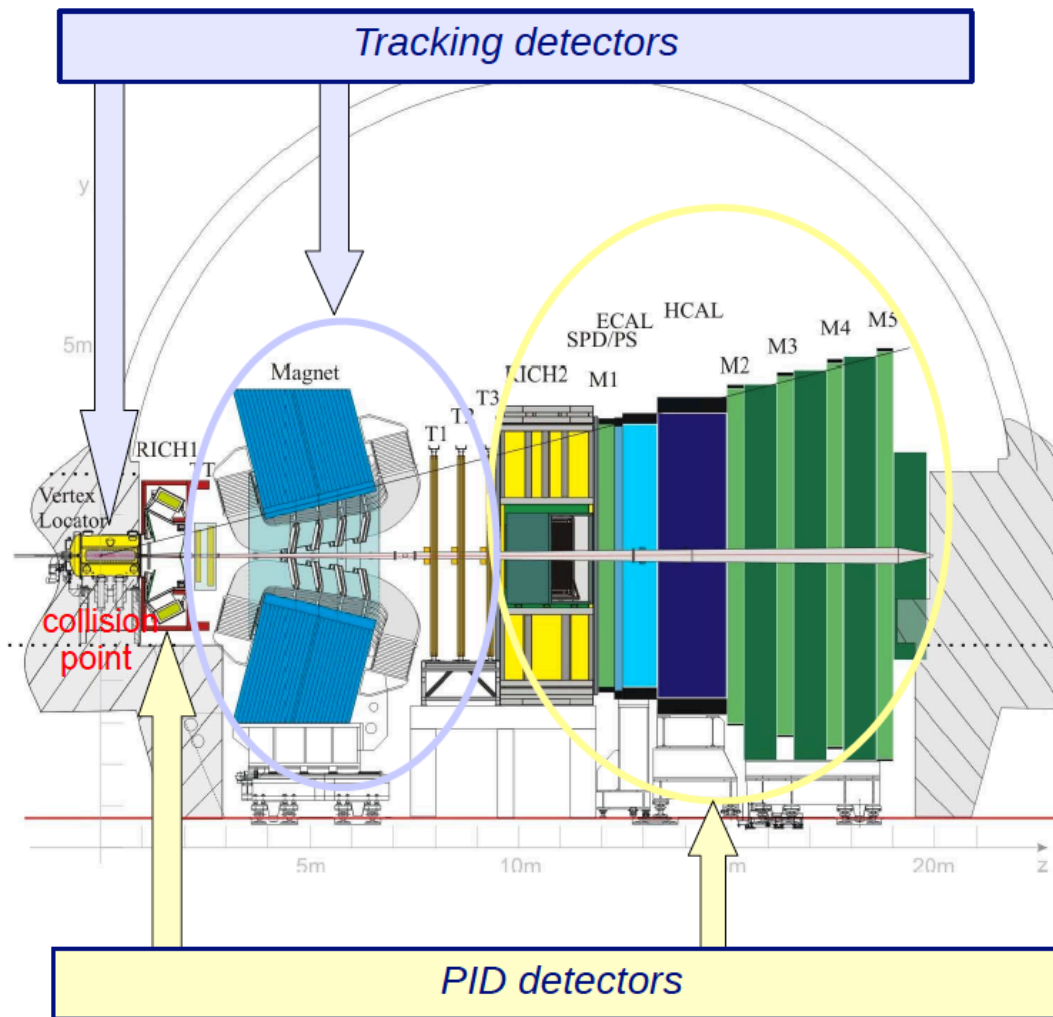 Tracking detectors
y
5m
HCAL
ECAL
SPD/PS
M5
M4
M3
M2
Magnet
RICH2
M1
T3
T2
T1
RICH1
TT
Vertex
Locator
collision
point
5m
10m
20m
z
PID detectors